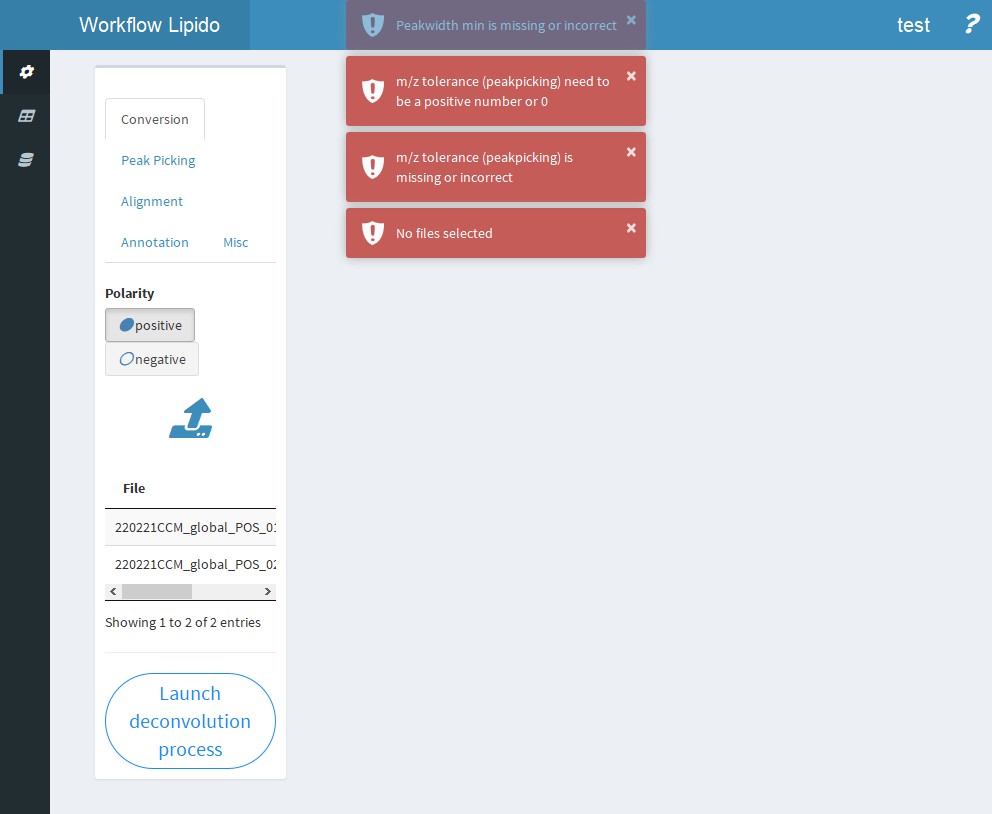 Workflow Lipido
Peakwidth min is missing or incorrect
×
test
?
m/z tolerance (peakpicking) need to
be a positive number or 0
×
m/z tolerance (peakpicking) is
missing or incorrect
×
No files selected
×
Conversion
Peak Picking
Alignment
Annotation Misc
Polarity
positive
negative
File
220221CCM_global_POS_01
220221CCM_global_POS_02
Showing 1 to 2 of 2 entries
Launch
deconvolution
process